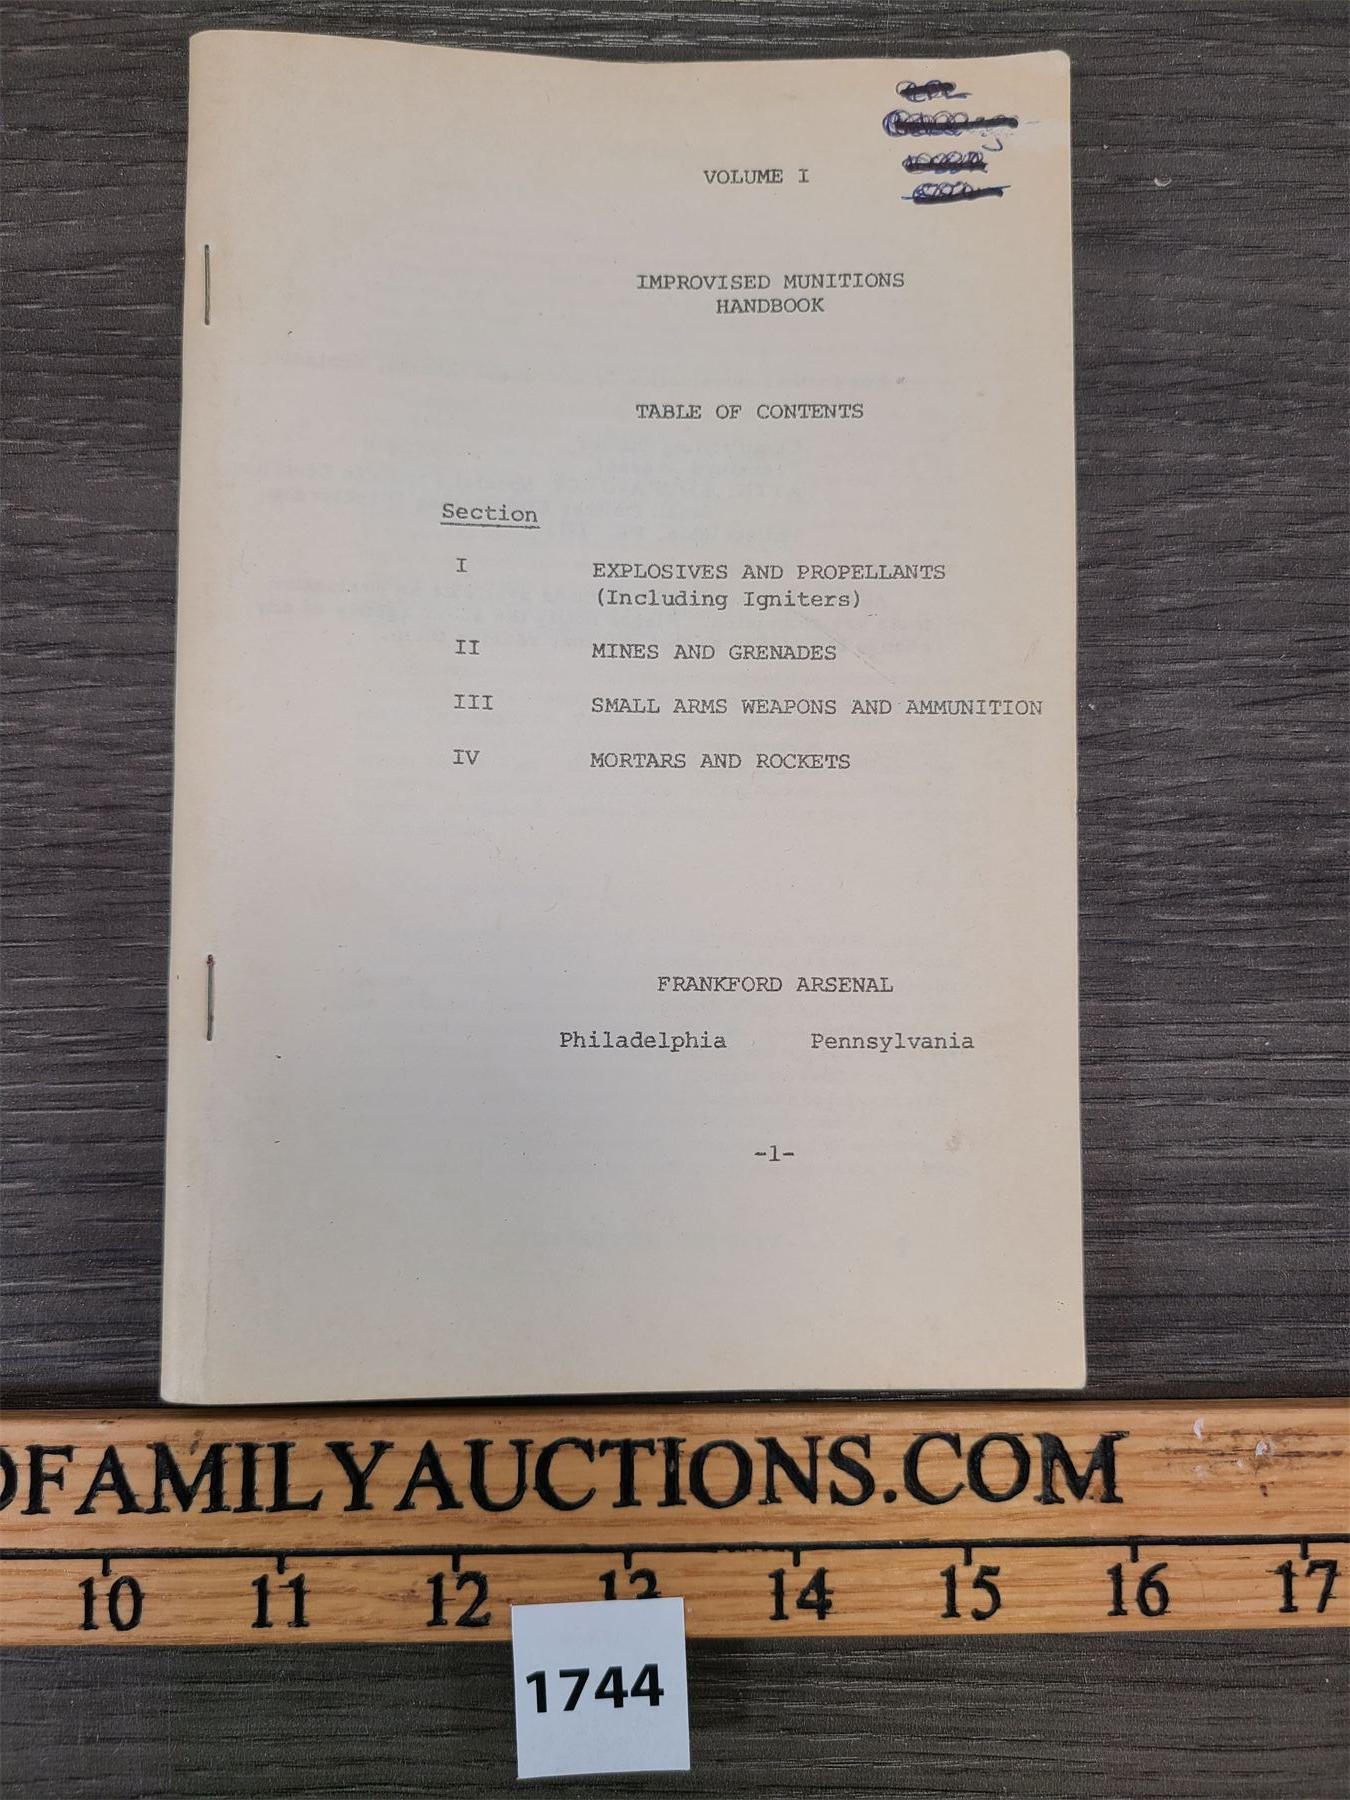 VOLUME I
IMPROVISED MUNITIONS
HANDBOOK
TABLE OF CONTENTS
Section
I EXPLOSIVES AND PROPELLANTS
(Including Igniters)
II MINES AND GRENADES
III SMALL ARMS WEAPONS AND AMMUNITION
IV MORTARS AND ROCKETS
FRANKFORD ARSENAL
Philadelphia Pennsylvania
-1-
FAMILYAUCTIONS.COM
10 11 12 13 14 15 16 17
1744